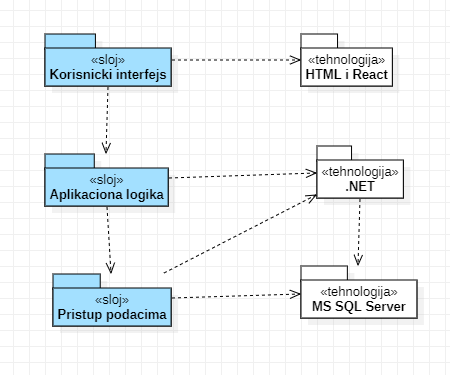 «sloj»
Korisnicki interfejs
«tehnologija»
HTML i React
«sloj»
Aplikaciona logika
«tehnologija»
.NET
«sloj»
Pristup podacima
«tehnologija»
MS SQL Server